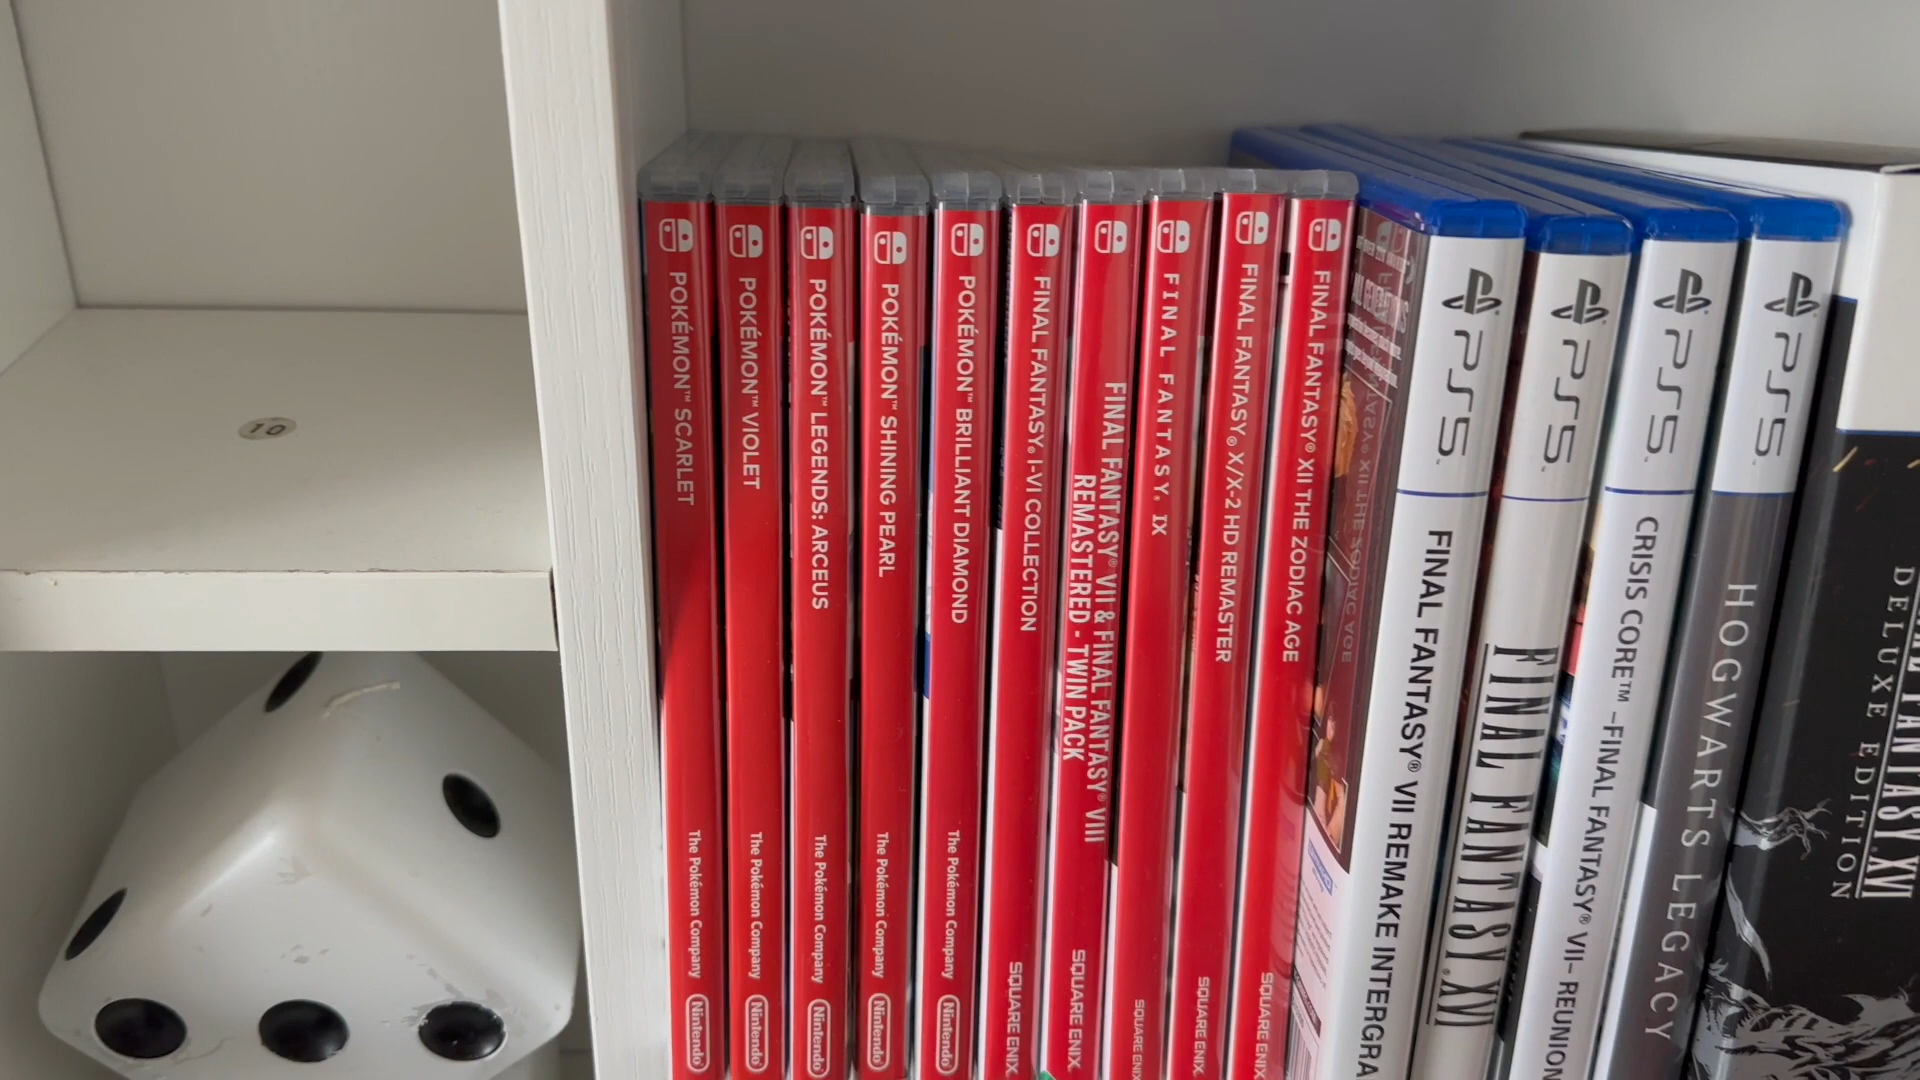 10
POKÉMON™ SCARLET
The Pokémon Company
Nintendo
POKÉMON™ VIOLET
The Pokémon Company
Nintendo
POKÉMON™ LEGENDS: ARCEUS
The Pokémon Company
Nintendo
POKÉMON™ SHINING PEARL
The Pokémon Company
Nintendo
POKÉMON™ BRILLIANT DIAMOND
The Pokémon Company
Nintendo
FINAL FANTASY® I-VI COLLECTION
SQUARE ENIX
FINAL FANTASY® VII & FINAL FANTASY® VIII
REMASTERED - TWIN PACK
SQUARE ENIX
FINAL FANTASY® IX
SQUARE ENIX
FINAL FANTASY® X/X-2 HD REMASTER
SQUARE ENIX
FINAL FANTASY® XII THE ZODIAC AGE
SQUARE ENIX
PS5
FINAL FANTASY® VII REMAKE INTERGRA
PS5
FINAL FANTASY® XVI
PS5
CRISIS CORE™ –FINAL FANTASY® VII– REUNION
PS5
HOGWARTS LEGACY
FANTASY XVI
DELUXE EDITION